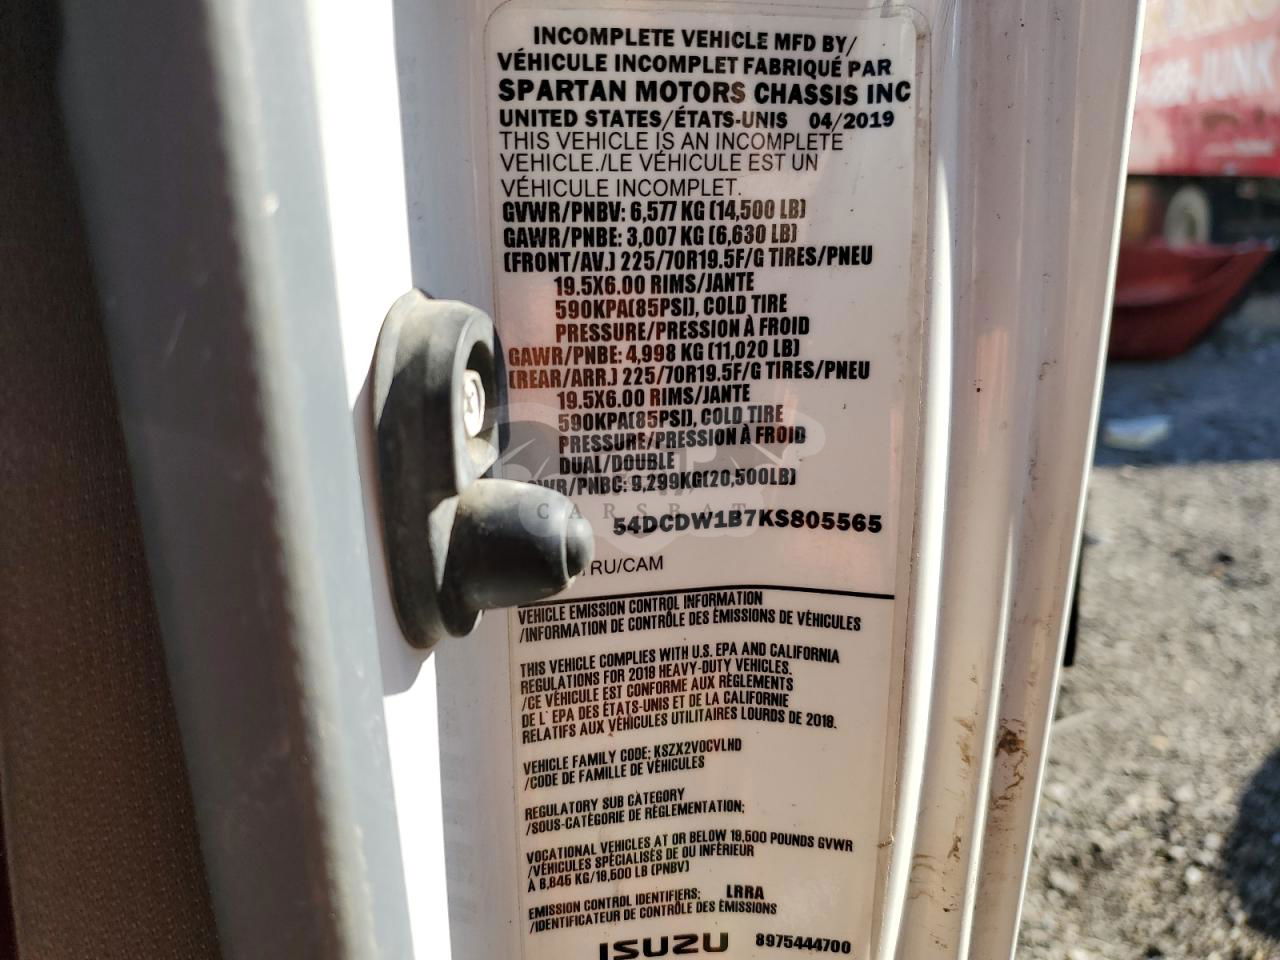 INCOMPLETE VEHICLE MFD BY/
VÉHICULE INCOMPLET FABRIQUÉ PAR
SPARTAN MOTORS CHASSIS INC
UNITED STATES/ÉTATS-UNIS 04/2019
THIS VEHICLE IS AN INCOMPLETE
VEHICLE./LE VÉHICULE EST UN
VÉHICULE INCOMPLET.
GVWR/PNBV: 6,577 KG (14,500 LB)
GAWR/PNBE: 3,007 KG (6,630 LB)
(FRONT/AV.) 225/70R19.5F/G TIRES/PNEU
19.5X6.00 RIMS/JANTE
590KPA(85PSI), COLD TIRE
PRESSURE/PRESSION À FROID
GAWR/PNBE: 4,998 KG (11,020 LB)
(REAR/ARR.) 225/70R19.5F/G TIRES/PNEU
19.5X6.00 RIMS/JANTE
590KPA(85PSI), COLD TIRE
PRESSURE/PRESSION À FROID
DUAL/DOUBLE
WR/PNBC: 9,299KG(20,500LB)
CARSBAT
54DCDW1B7KS805565
RU/CAM
VEHICLE EMISSION CONTROL INFORMATION
/INFORMATION DE CONTRÔLE DES ÉMISSIONS DE VÉHICULES
THIS VEHICLE COMPLIES WITH U.S. EPA AND CALIFORNIA
REGULATIONS FOR 2018 HEAVY-DUTY VEHICLES.
/CE VÉHICULE EST CONFORME AUX RÈGLEMENTS
DE L' EPA DES ÉTATS-UNIS ET DE LA CALIFORNIE
RELATIFS AUX VÉHICULES UTILITAIRES LOURDS DE 2018.
VEHICLE FAMILY CODE: KSZX2VOCVLHD
/CODE DE FAMILLE DE VÉHICULES
REGULATORY SUB CATEGORY
/SOUS-CATÉGORIE DE RÉGLEMENTATION;
VOCATIONAL VEHICLES AT OR BELOW 19,500 POUNDS GVWR
/VÉHICULES SPÉCIALISÉS DE OU INFÉRIEUR
À 8,845 KG/19,500 LB (PNBV)
EMISSION CONTROL IDENTIFIERS; LRRA
/IDENTIFICATEUR DE CONTRÔLE DES ÉMISSIONS
ISUZU 8975444700
JUNK